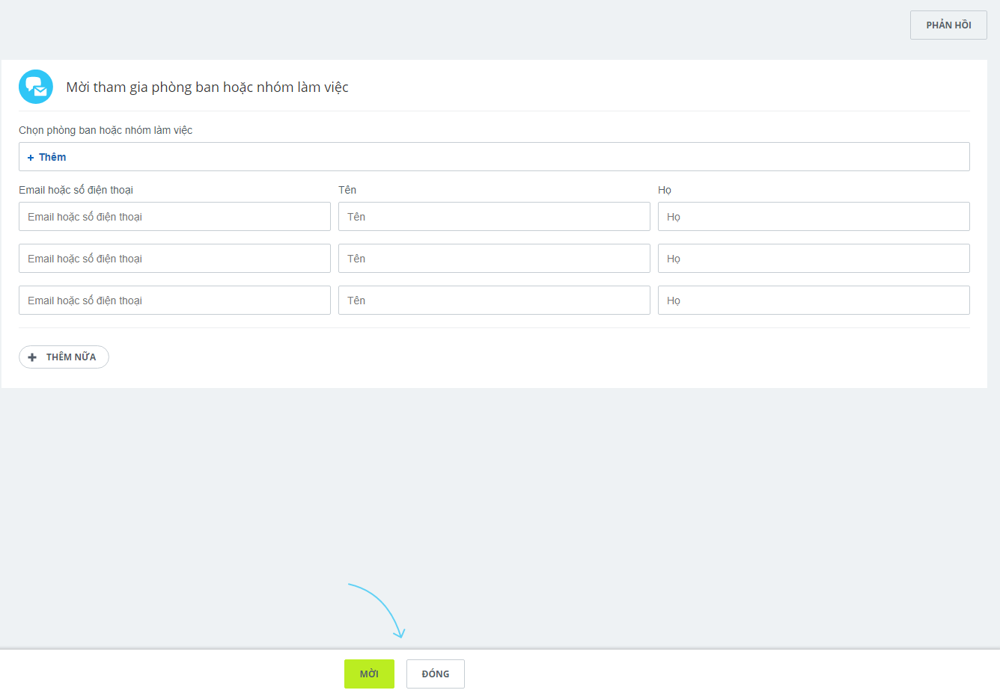 PHẢN HỒI
Mời tham gia phòng ban hoặc nhóm làm việc
Chọn phòng ban hoặc nhóm làm việc
+ Thêm
Email hoặc số điện thoại Tên Họ
Email hoặc số điện thoại Tên Họ
Email hoặc số điện thoại Tên Họ
Email hoặc số điện thoại Tên Họ
+ THÊM NỮA
MỜI ĐÓNG